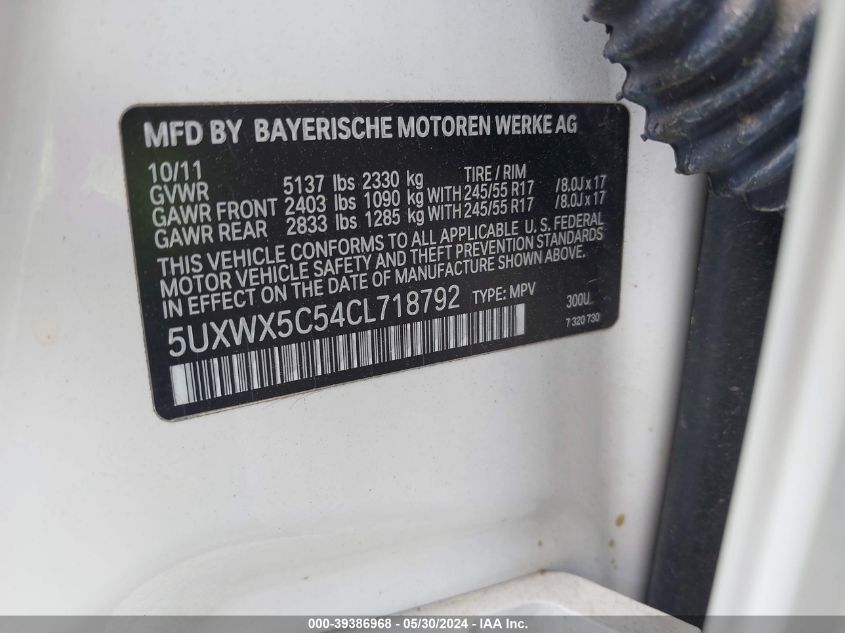 MFD BY BAYERISCHE MOTOREN WERKE AG
10/11 TIRE / RIM
GVWR 5137 lbs 2330 kg
GAWR FRONT 2403 lbs 1090 kg WITH 245/55 R17 /8.0J x 17
GAWR REAR 2833 lbs 1285 kg WITH 245/55 R17 /8.0J x 17
THIS VEHICLE CONFORMS TO ALL APPLICABLE U. S. FEDERAL
MOTOR VEHICLE SAFETY AND THEFT PREVENTION STANDARDS
IN EFFECT ON THE DATE OF MANUFACTURE SHOWN ABOVE.
5UXWX5C54CL718792 TYPE: MPV 300U
7 320 730
000-39386968 - 05/30/2024 - IAA Inc.